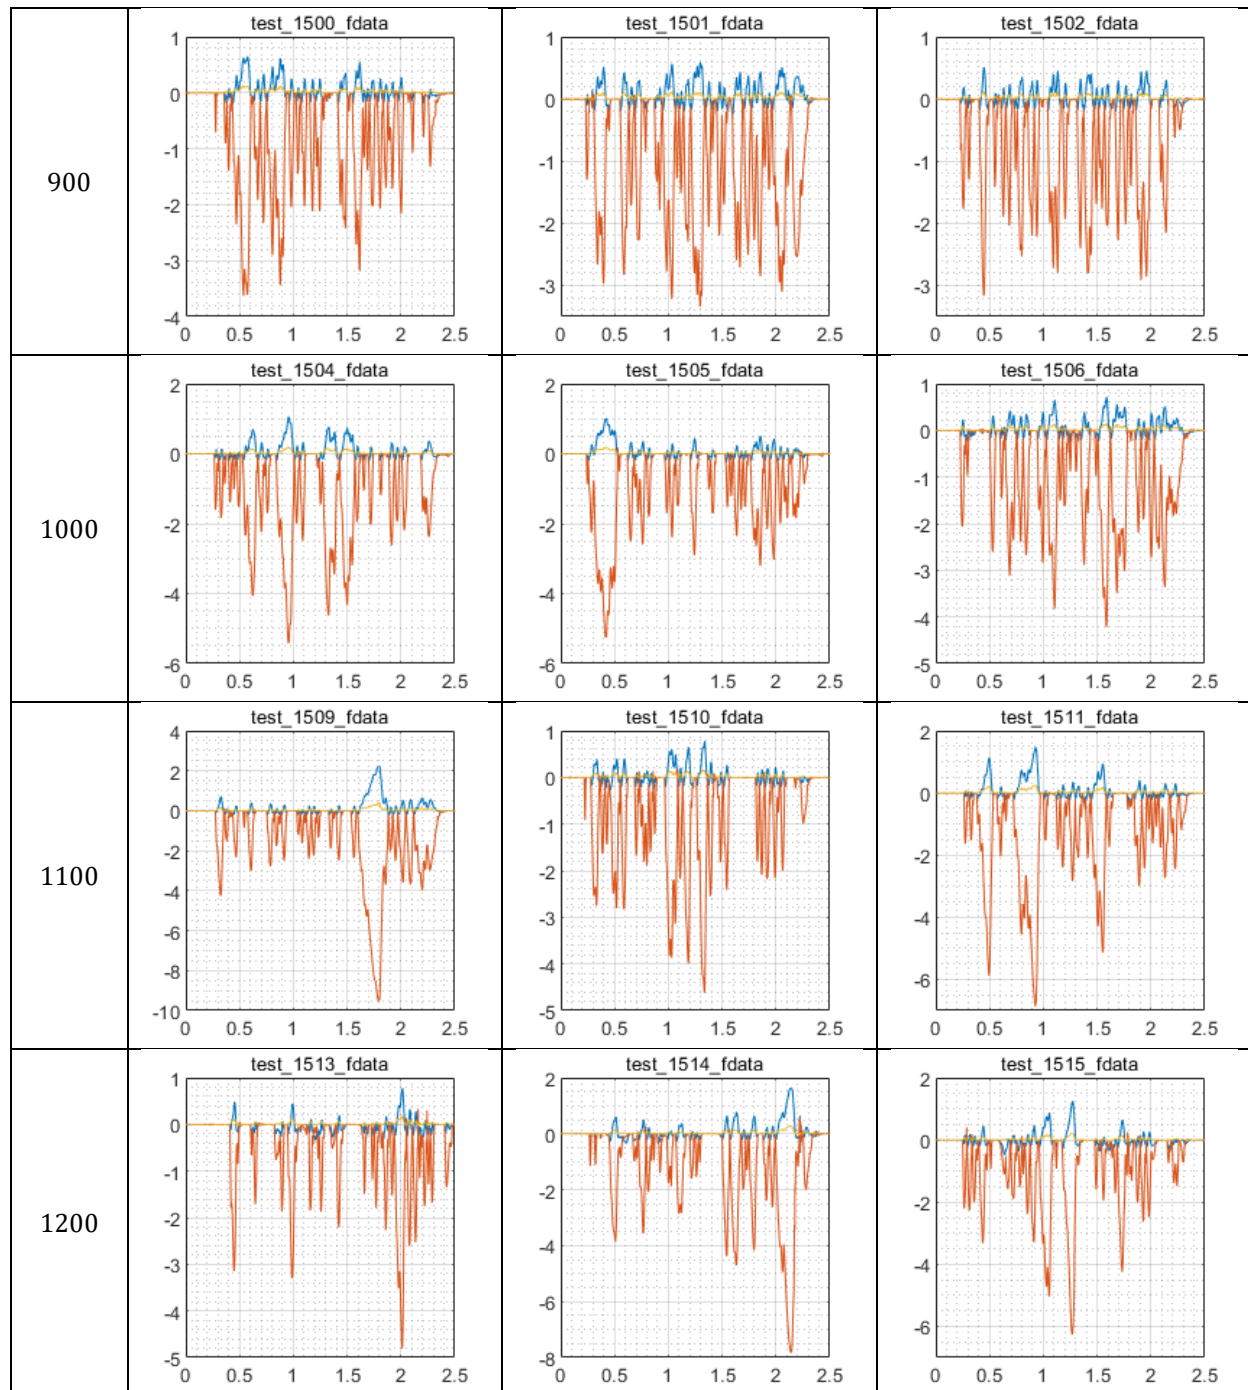 test_1500_fdata test_1501_fdata test_1502_fdata
1 1 1
0 0 0
-1 -1 -1
900
-2 -2 -2
-3 -3 -3
-4
0 0.5 1 1.5 2 2.5 0 0.5 1 1.5 2 2.5 0 0.5 1 1.5 2 2.5
test_1504_fdata test_1505_fdata test_1506_fdata
2 2 1
0 0 0
-1
1000
-2 -2 -2
-3
-4 -4 -4
-6 -6 -5
0 0.5 1 1.5 2 2.5 0 0.5 1 1.5 2 2.5 0 0.5 1 1.5 2 2.5
test_1509_fdata test_1510_fdata test_1511_fdata
4 1 2
2 0 0
0 -1 -2
-2 -2 -4
1100
-4 -3 -6
-6 -4
-8 -5
-10
0 0.5 1 1.5 2 2.5 0 0.5 1 1.5 2 2.5 0 0.5 1 1.5 2 2.5
test_1513_fdata test_1514_fdata test_1515_fdata
1 2 2
0 0 0
-1 -2 -2
1200
-2 -4 -4
-3 -6 -6
-4 -8
-5
0 0.5 1 1.5 2 2.5 0 0.5 1 1.5 2 2.5 0 0.5 1 1.5 2 2.5